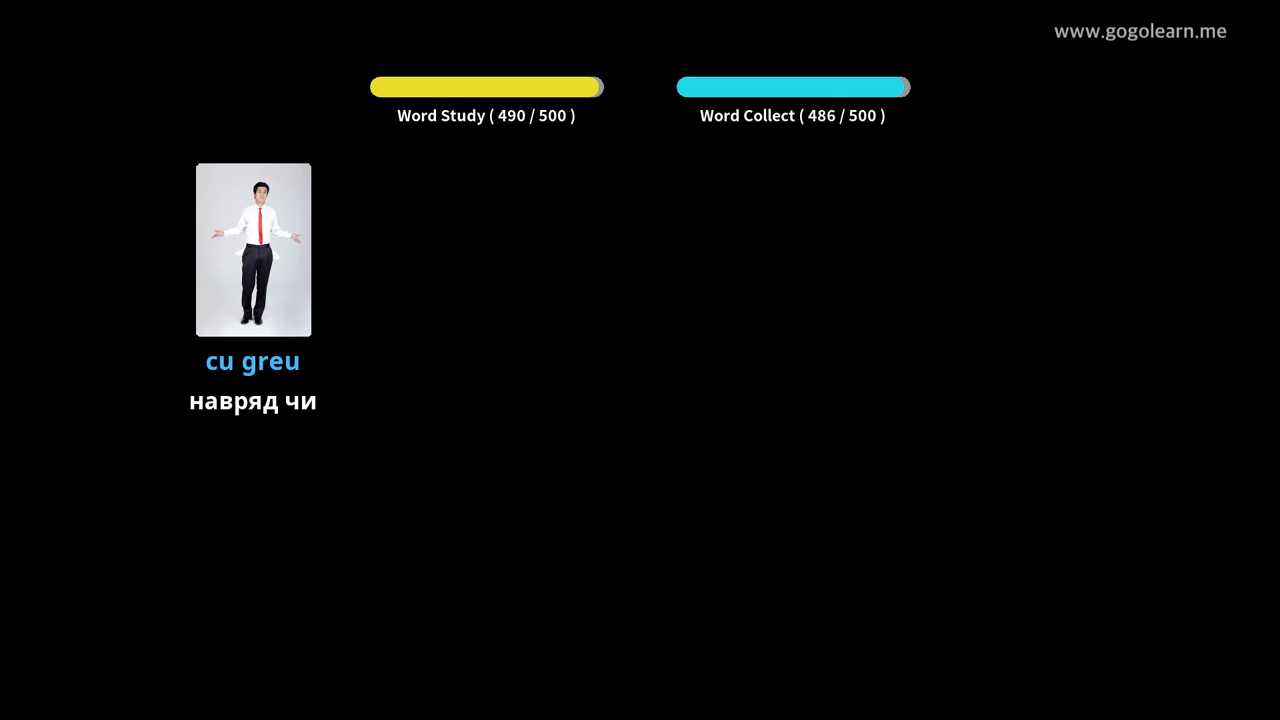 www.gogolearn.me
Word Study ( 490 / 500 )
Word Collect ( 486 / 500 )
cu greu
навряд чи